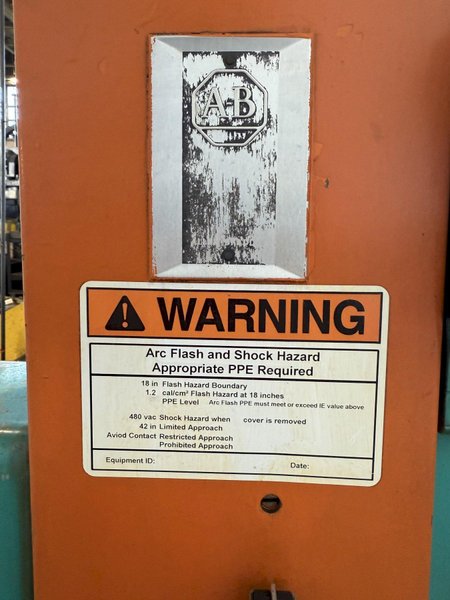 A-B
WARNING
Arc Flash and Shock Hazard
Appropriate PPE Required
18 in Flash Hazard Boundary
1.2 cal/cm² Flash Hazard at 18 inches
PPE Level Arc Flash PPE must meet or exceed IE value above
480 vac Shock Hazard when cover is removed
42 in Limited Approach
Aviod Contact Restricted Approach
Prohibited Approach
Equipment ID: Date: